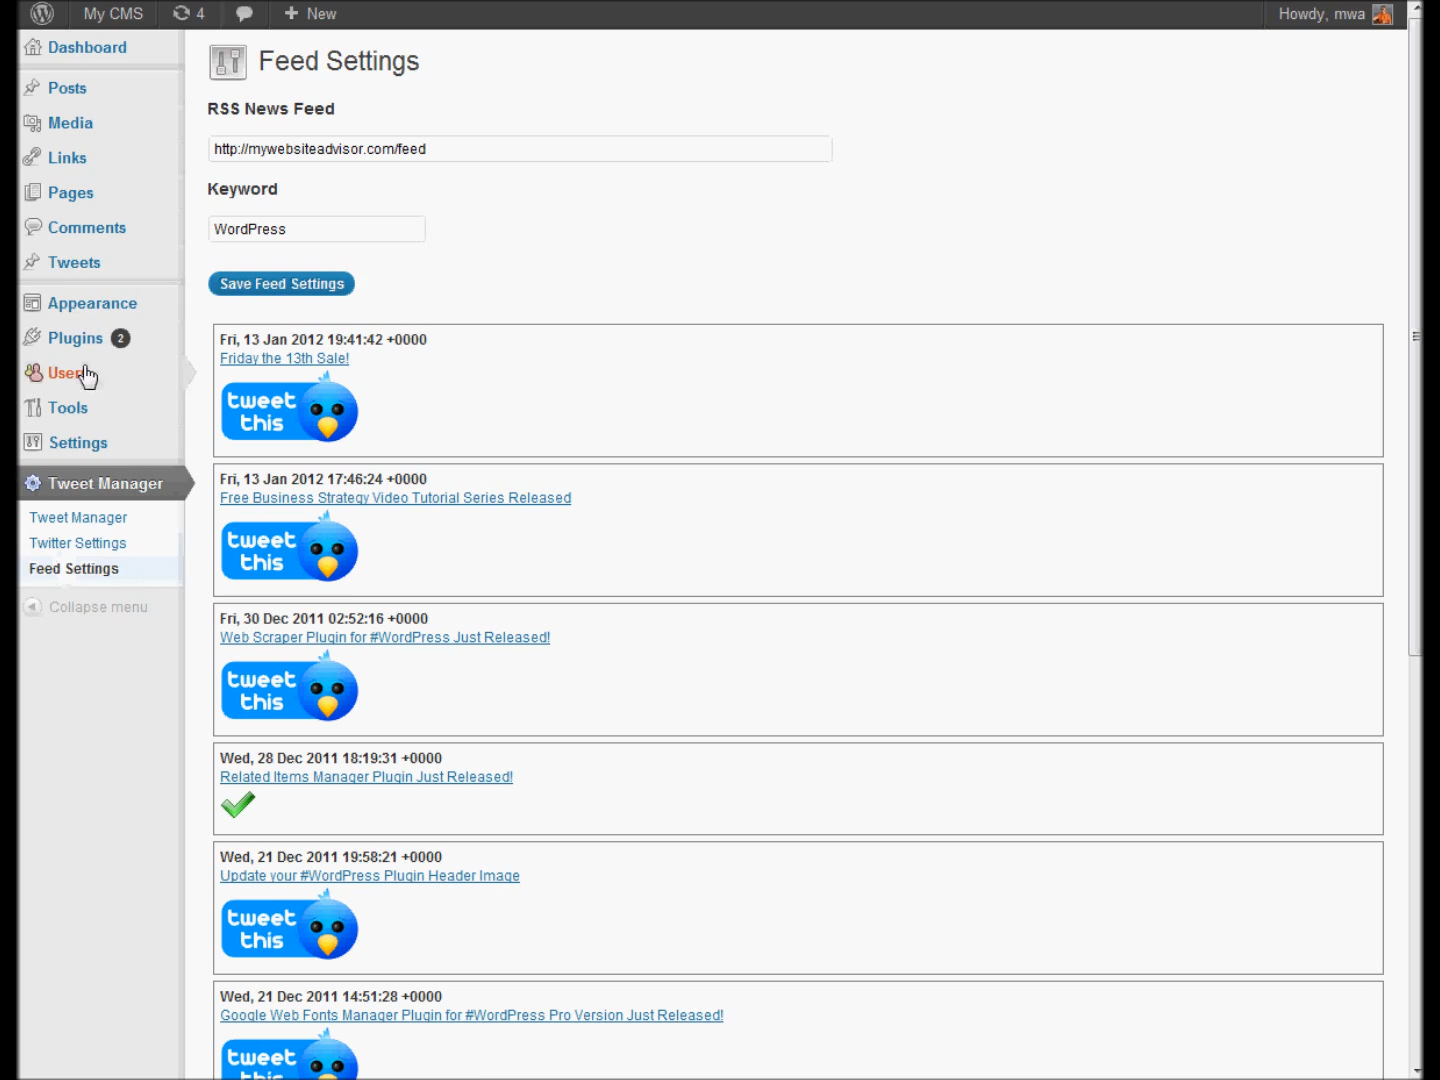 My CMS
4
New
Howdy, mwa
Dashboard
Posts
Media
Links
Pages
Comments
Tweets
Appearance
Plugins 2
Tools
Settings
Tweet Manager
Tweet Manager
Twitter Settings
Feed Settings
Collapse menu
Feed Settings
RSS News Feed
http://mywebsiteadvisor.com/feed
Keyword
WordPress
Save Feed Settings
Fri, 13 Jan 2012 19:41:42 +0000
Friday the 13th Sale!
tweet
this
Fri, 13 Jan 2012 17:46:24 +0000
Free Business Strategy Video Tutorial Series Released
tweet
this
Fri, 30 Dec 2011 02:52:16 +0000
Web Scraper Plugin for #WordPress Just Released!
tweet
this
Wed, 28 Dec 2011 18:19:31 +0000
Related Items Manager Plugin Just Released!
Wed, 21 Dec 2011 19:58:21 +0000
Update your #WordPress Plugin Header Image
tweet
this
Wed, 21 Dec 2011 14:51:28 +0000
Google Web Fonts Manager Plugin for #WordPress Pro Version Just Released!
tweet
this